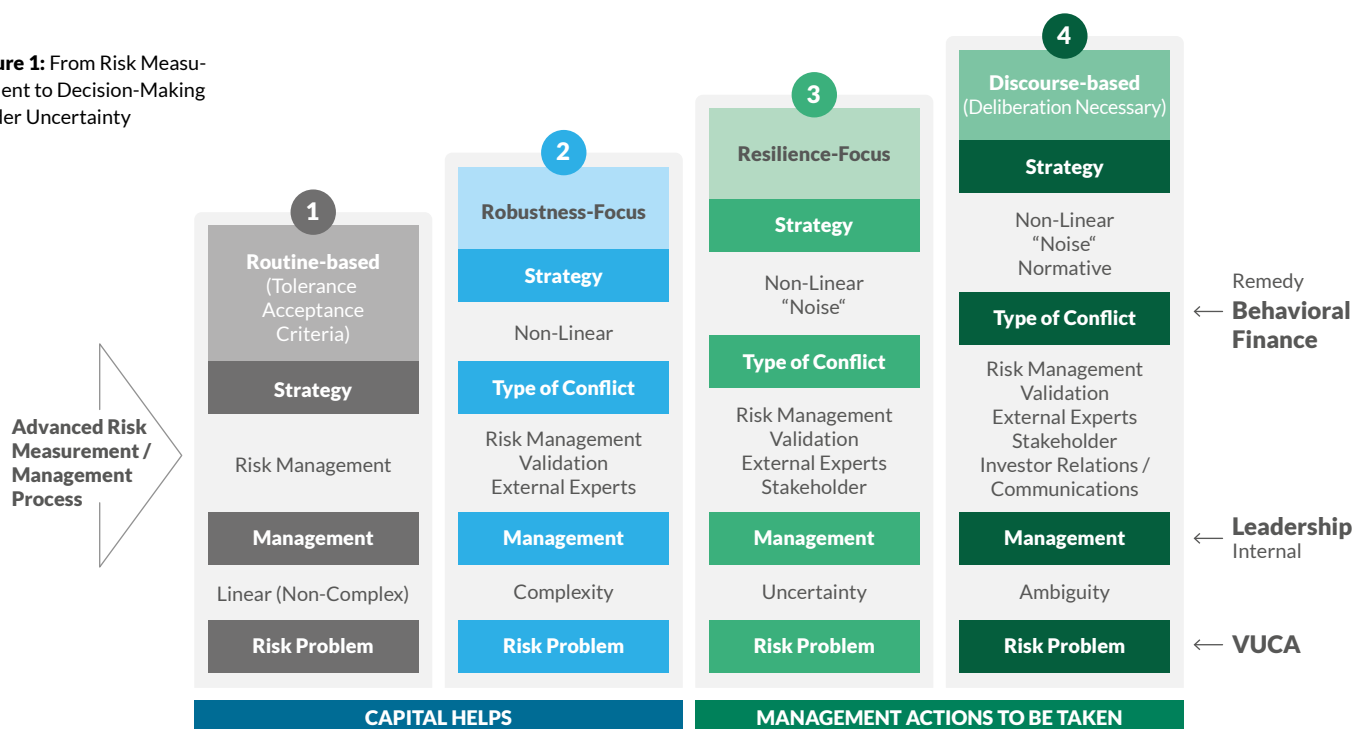 ure 1: From Risk Measu-
ent to Decision-Making
ler Uncertainty
Advanced Risk
Measurement /
Management
Process
1
Routine-based
(Tolerance
Acceptance
Criteria)
Strategy
Risk Management
Management
Linear (Non-Complex)
Risk Problem
2
Robustness-Focus
Strategy
Non-Linear
Type of Conflict
Risk Management
Validation
External Experts
Management
Complexity
Risk Problem
3
Resilience-Focus
Strategy
Non-Linear
“Noise“
Type of Conflict
Risk Management
Validation
External Experts
Stakeholder
Management
Uncertainty
Risk Problem
4
Discourse-based
(Deliberation Necessary)
Strategy
Non-Linear
“Noise“
Normative
Type of Conflict
Risk Management
Validation
External Experts
Stakeholder
Investor Relations /
Communications
Management
Ambiguity
Risk Problem
Remedy
← Behavioral
Finance
← Leadership
Internal
← VUCA
CAPITAL HELPS
MANAGEMENT ACTIONS TO BE TAKEN